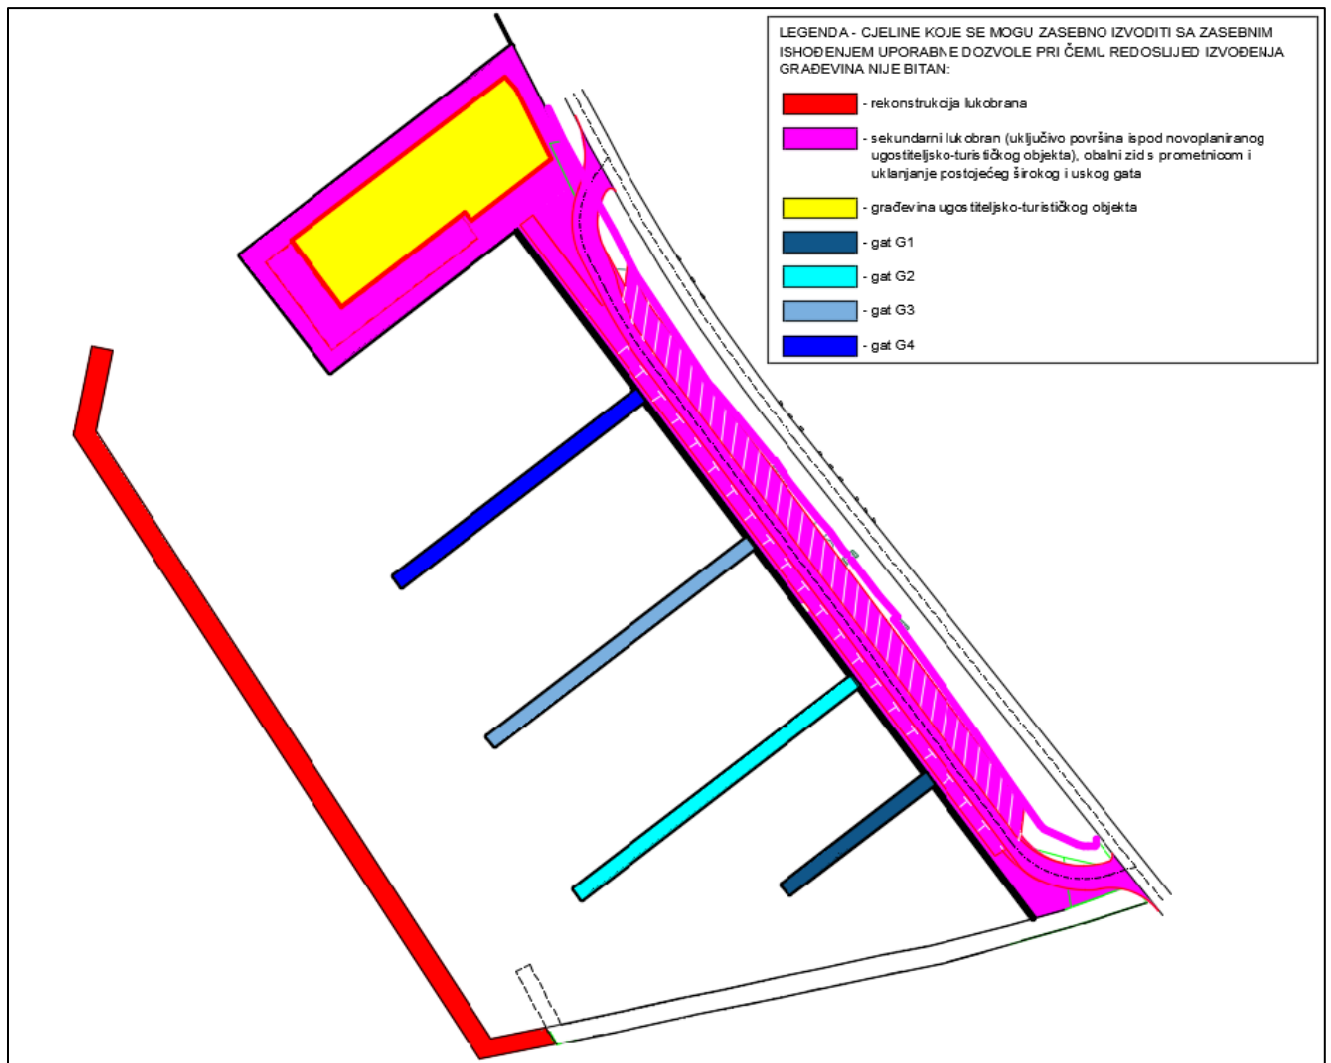 LEGENDA - CJELINE KOJE SE MOGU ZASEBNO IZVODITI SA ZASEBNIM
ISHOĐENJEM UPORABNE DOZVOLE PRI ČEMU REDOSLIJED IZVOĐENJA
GRAĐEVINA NIJE BITAN:
- rekonstrukcija lukobrana
- sekundarni lukobran (uključivo površina ispod novoplaniranog
ugostiteljsko-turističkog objekta), obalni zid s prometnicom i
uklanjanje postojećeg širokog i uskog gata
- građevina ugostiteljsko-turističkog objekta
- gat G1
- gat G2
- gat G3
- gat G4